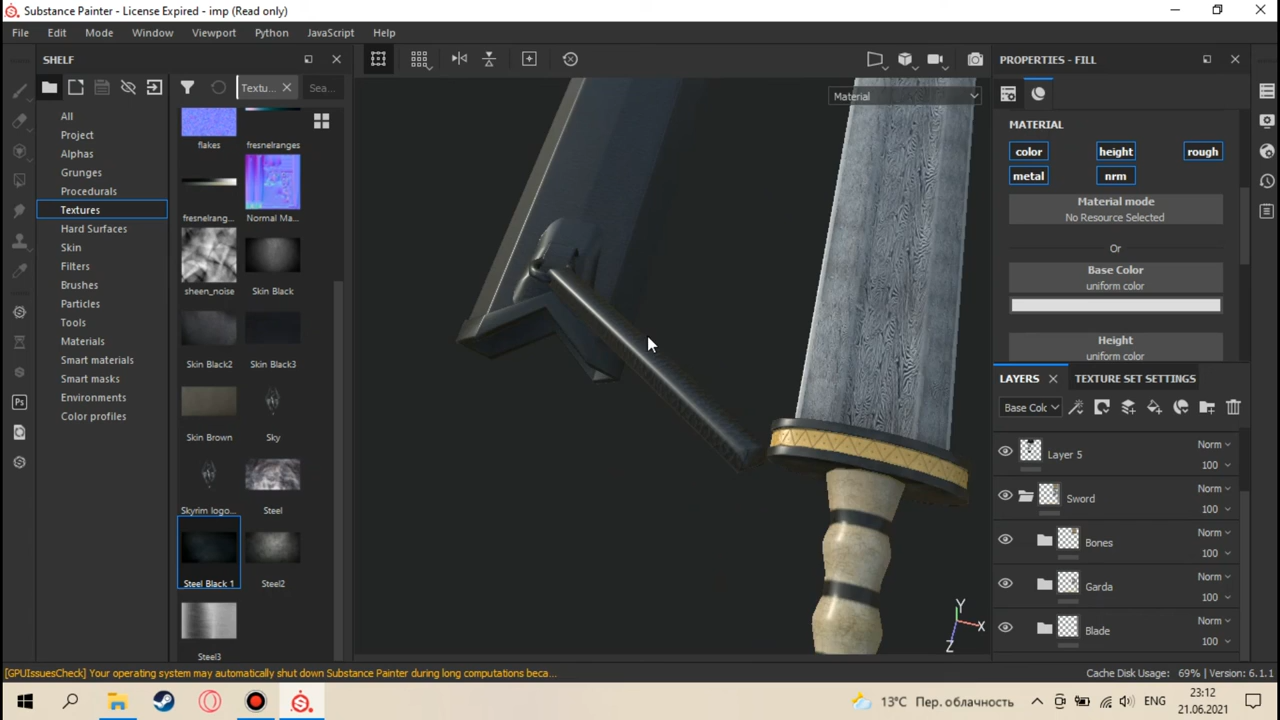 Substance Painter - License Expired - imp (Read only)
File Edit Mode Window Viewport Python JavaScript Help
SHELF
Textu...
Sea...
All
Project
Alphas
Grunges
Procedurals
Textures
Hard Surfaces
Skin
Filters
Brushes
Particles
Tools
Materials
Smart materials
Smart masks
Environments
Color profiles
flakes
fresnelranges
fresnelrang...
Normal Ma...
sheen_noise
Skin Black
Skin Black2
Skin Black3
Skin Brown
Sky
Skyrim logo...
Steel
Steel Black 1
Steel2
Steel3
Material
Y
X
Z
PROPERTIES - FILL
MATERIAL
color height rough
metal nrm
Material mode
No Resource Selected
Or
Base Color
uniform color
Height
uniform color
LAYERS
TEXTURE SET SETTINGS
Base Colc
Layer 5
Norm
100
Sword
Norm
100
Bones
Norm
100
Garda
Norm
100
Blade
Norm
100
[GPUIssuesCheck] Your operating system may automatically shut down Substance Painter during long computations beca...
Cache Disk Usage: 69% | Version: 6.1.1
Ps
13°C Пер. облачность
ENG
23:12
21.06.2021